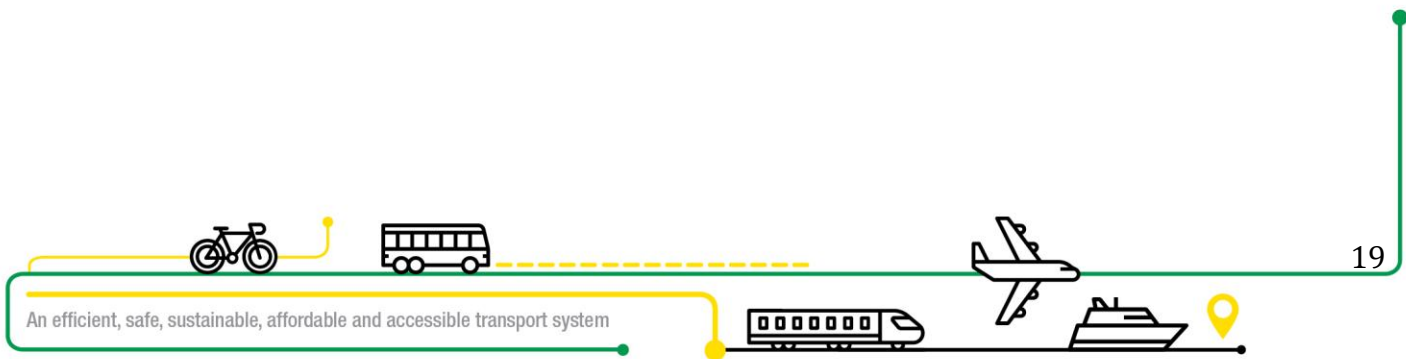 19
An efficient, safe, sustainable, affordable and accessible transport system